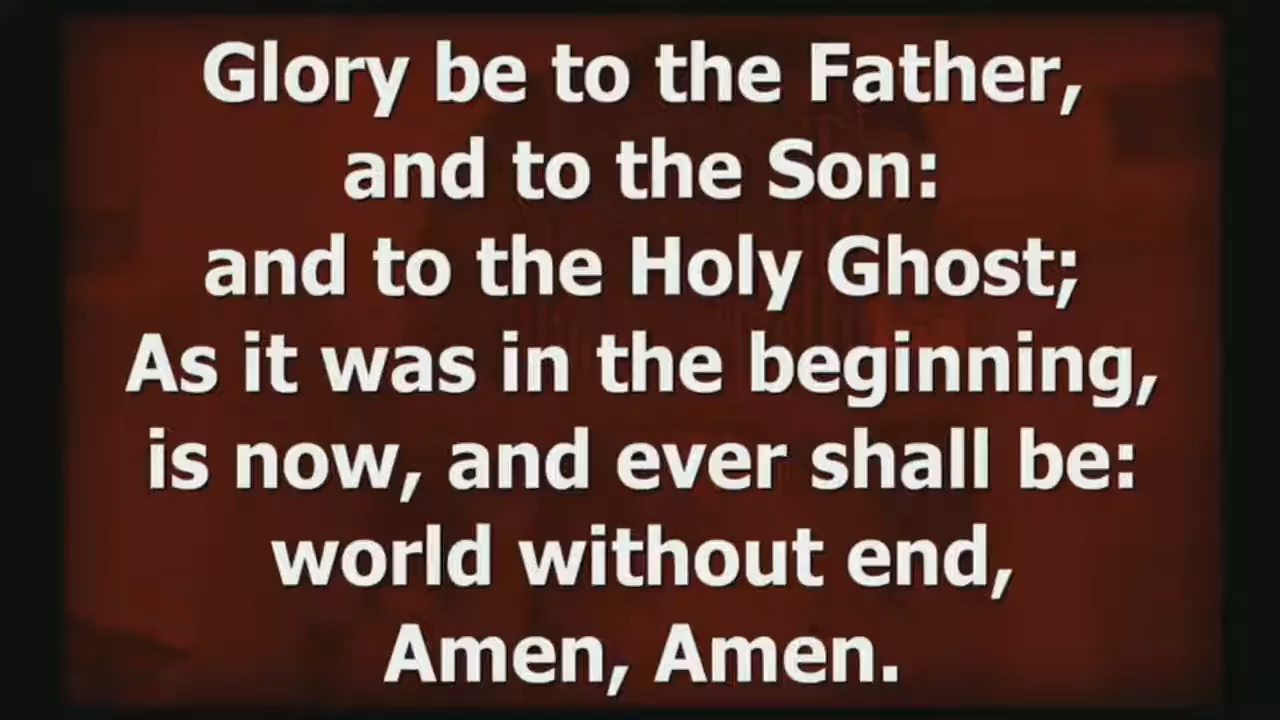 Glory be to the Father,
and to the Son:
and to the Holy Ghost;
As it was in the beginning,
is now, and ever shall be:
world without end,
Amen, Amen.